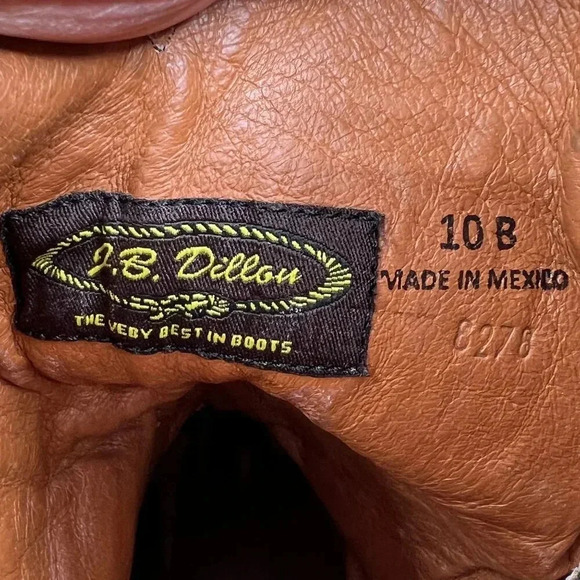 J.B. Dillon
THE VERY BEST IN BOOTS
10 B
MADE IN MEXICO
8278